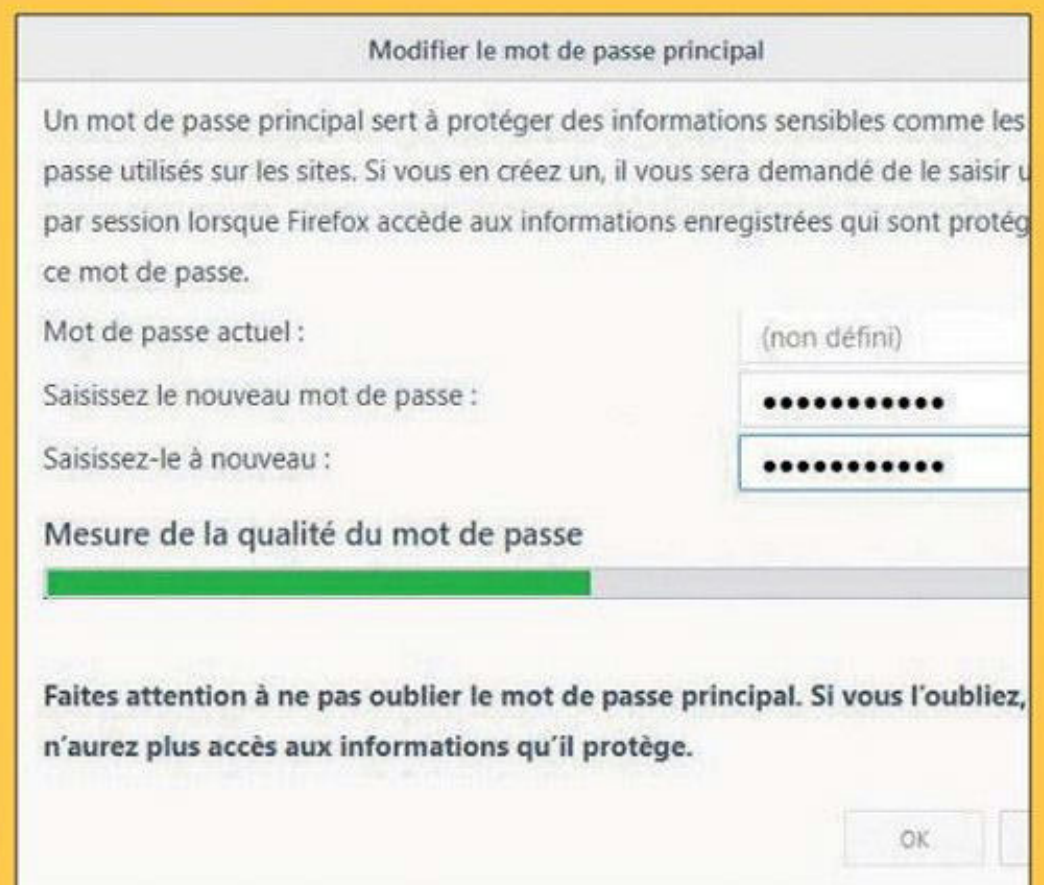 Modifier le mot de passe principal
Un mot de passe principal sert à protéger des informations sensibles comme les
passe utilisés sur les sites. Si vous en créez un, il vous sera demandé de le saisir
par session lorsque Firefox accède aux informations enregistrées qui sont
ce mot de passe.
Mot de passe actuel :
(non défini)
Saisissez le nouveau mot de passe :
•••••••••••
Saisissez-le à nouveau :
•••••••••••
Mesure de la qualité du mot de passe
Faites attention à ne pas oublier le mot de passe principal. Si vous l'oubliez,
n'aurez plus accès aux informations qu'il protège.
OK